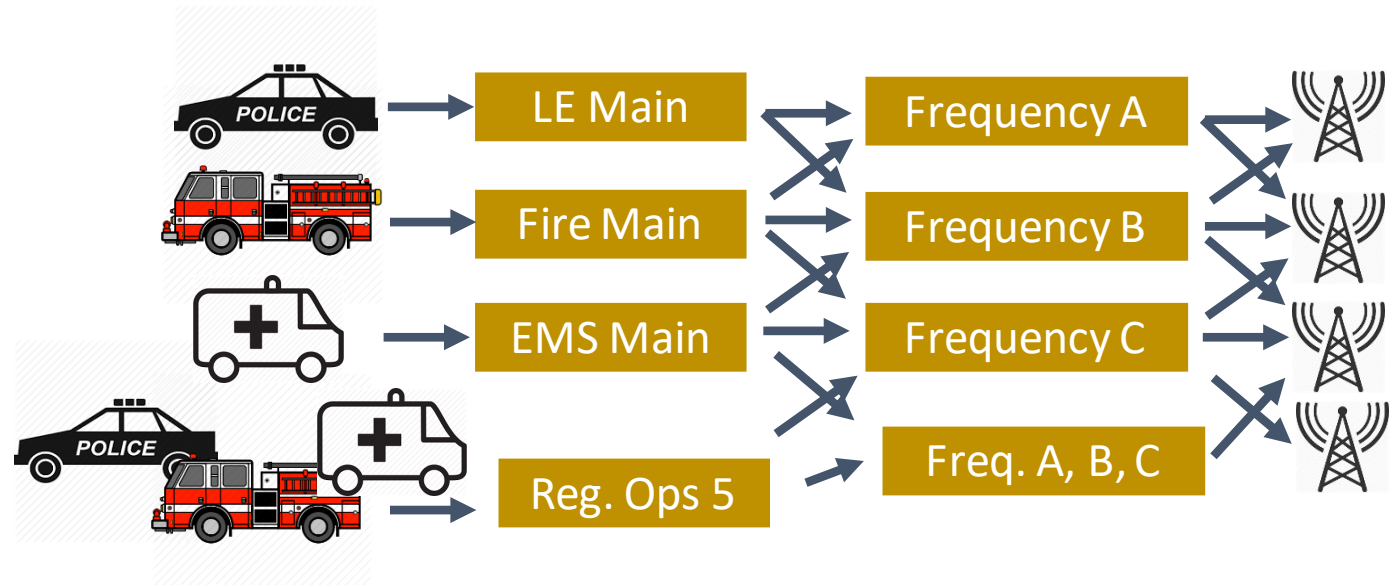 POLICE
LE Main
Frequency A
Fire Main
Frequency B
EMS Main
Frequency C
POLICE
Reg. Ops 5
Freq. A, B, C